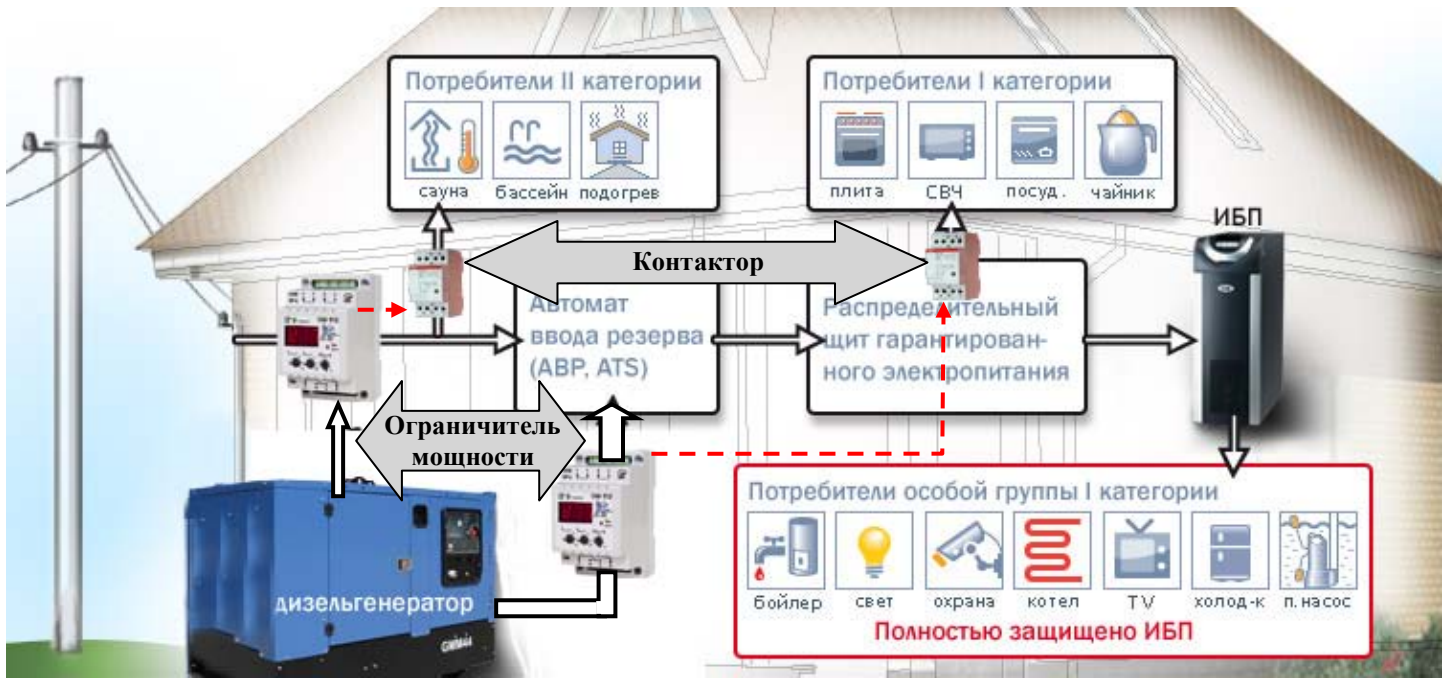 Потребители II категории
сауна
бассейн
подогрев
Потребители I категории
плита
СВЧ
посуд.
чайник
ИБП
Контактор
Автомат
ввода резерва
(АВР, ATS)
Распределительный
щит гарантирован-
ного электропитания
Ограничитель
мощности
дизельгенератор
Потребители особой группы I категории
бойлер
свет
охрана
котел
TV
холод-к
п.насос
Полностью защищено ИБП